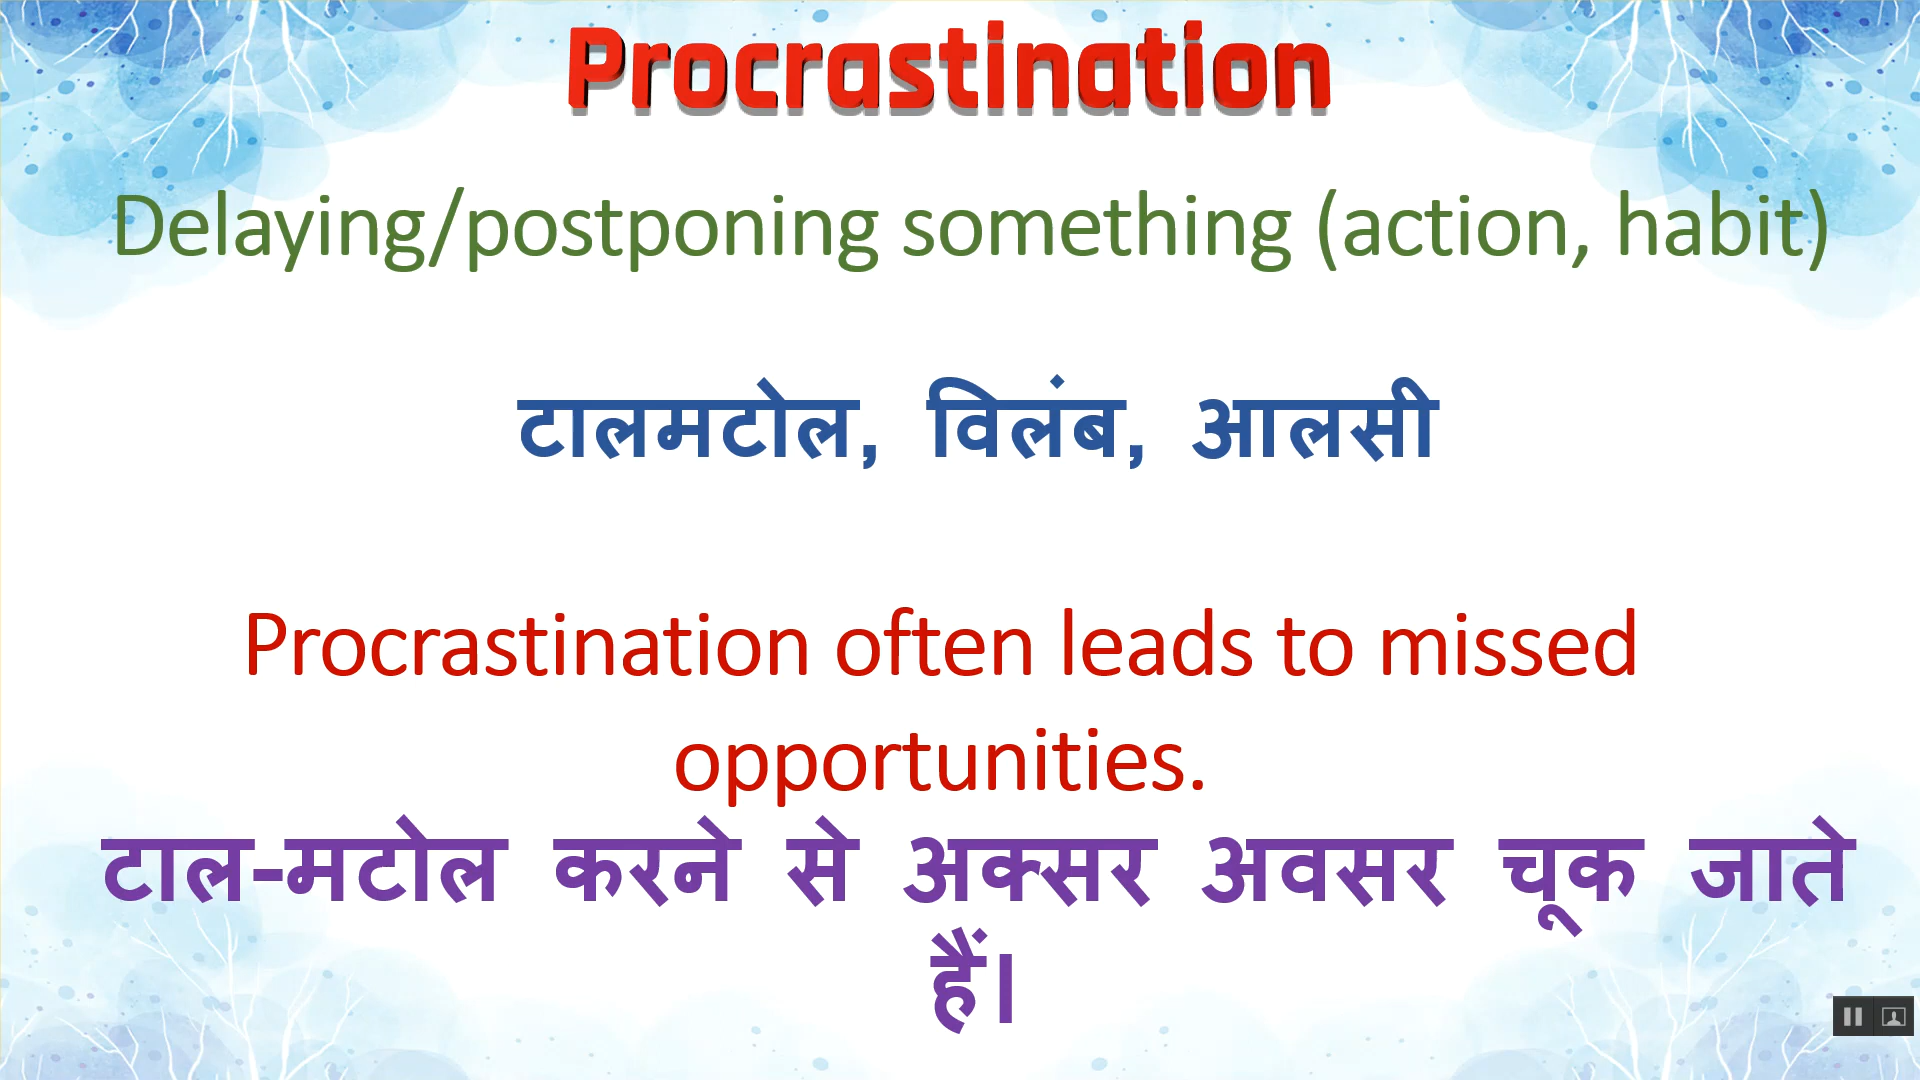 Procrastination
Delaying/postponing something (action, habit)
टालमटोल, विलंब, आलसी
Procrastination often leads to missed
opportunities.
टाल-मटोल करने से अक्सर अवसर चूक जाते
हैं।